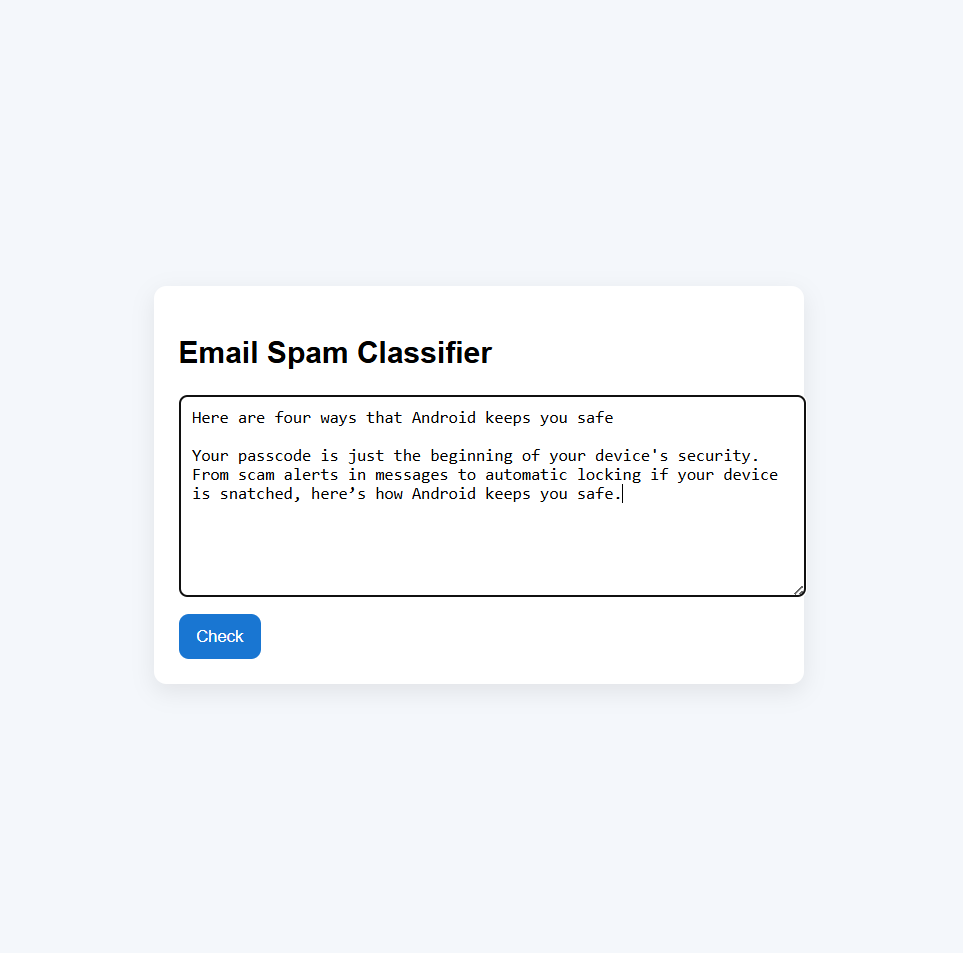 Email Spam Classifier
Here are four ways that Android keeps you safe
Your passcode is just the beginning of your device's security.
From scam alerts in messages to automatic locking if your device
is snatched, here’s how Android keeps you safe.
Check